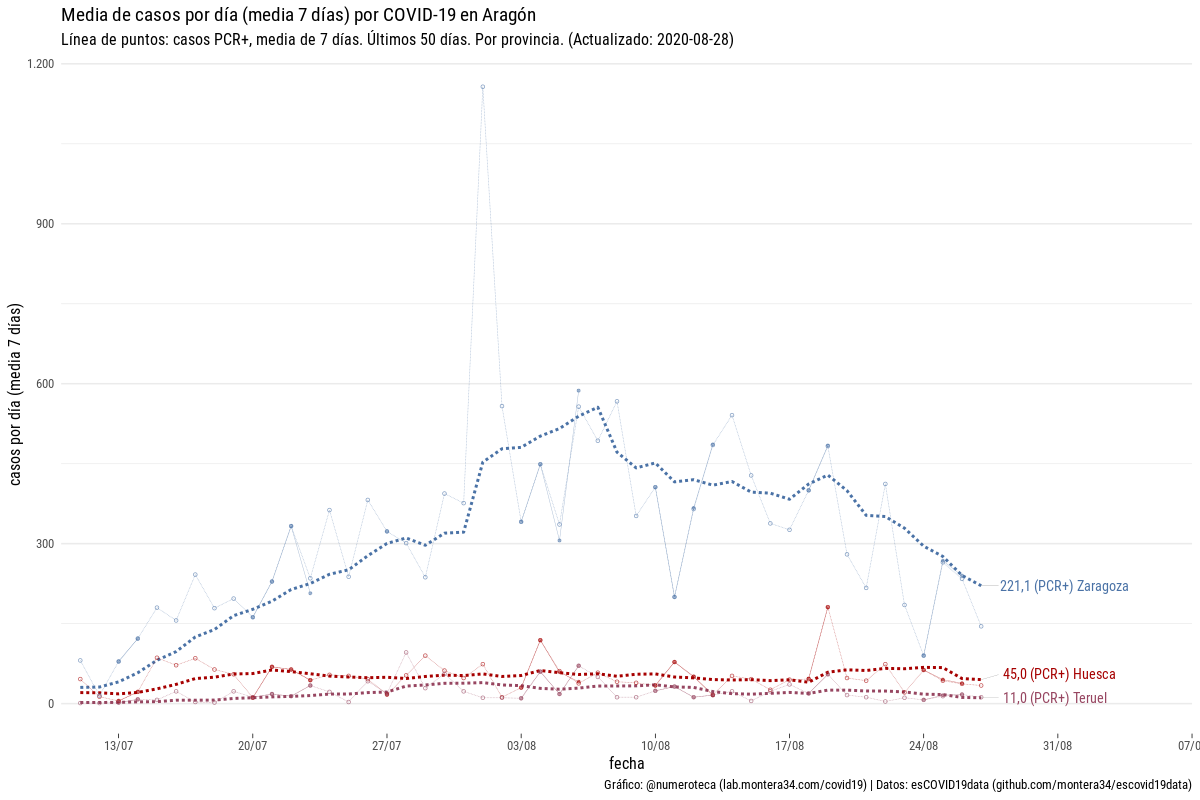 Media de casos por día (media 7 días) por COVID-19 en Aragón
Línea de puntos: casos PCR+, media de 7 días. Últimos 50 días. Por provincia. (Actualizado: 2020-08-28)
casos por día (media 7 días)
1.200
900
600
300
0
221,1 (PCR+) Zaragoza
45,0 (PCR+) Huesca
11,0 (PCR+) Teruel
13/07 20/07 27/07 03/08 10/08 17/08 24/08 31/08 07/0
fecha
Gráfico: @numeroteca (lab.montera34.com/covid19) | Datos: esCOVID19data (github.com/montera34/escovid19data)